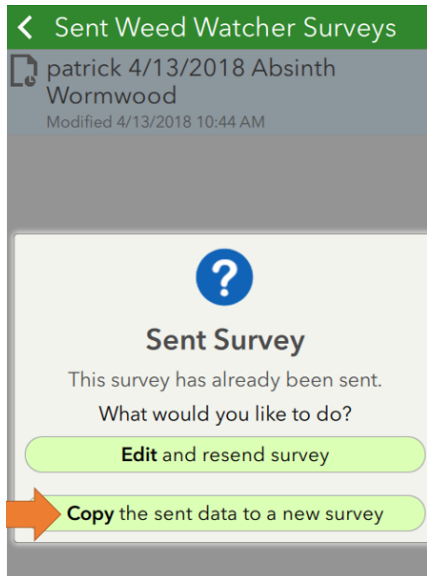 Sent Weed Watcher Surveys
patrick 4/13/2018 Absinth
Wormwood
Modified 4/13/2018 10:44 AM
?
Sent Survey
This survey has already been sent.
What would you like to do?
Edit and resend survey
Copy the sent data to a new survey